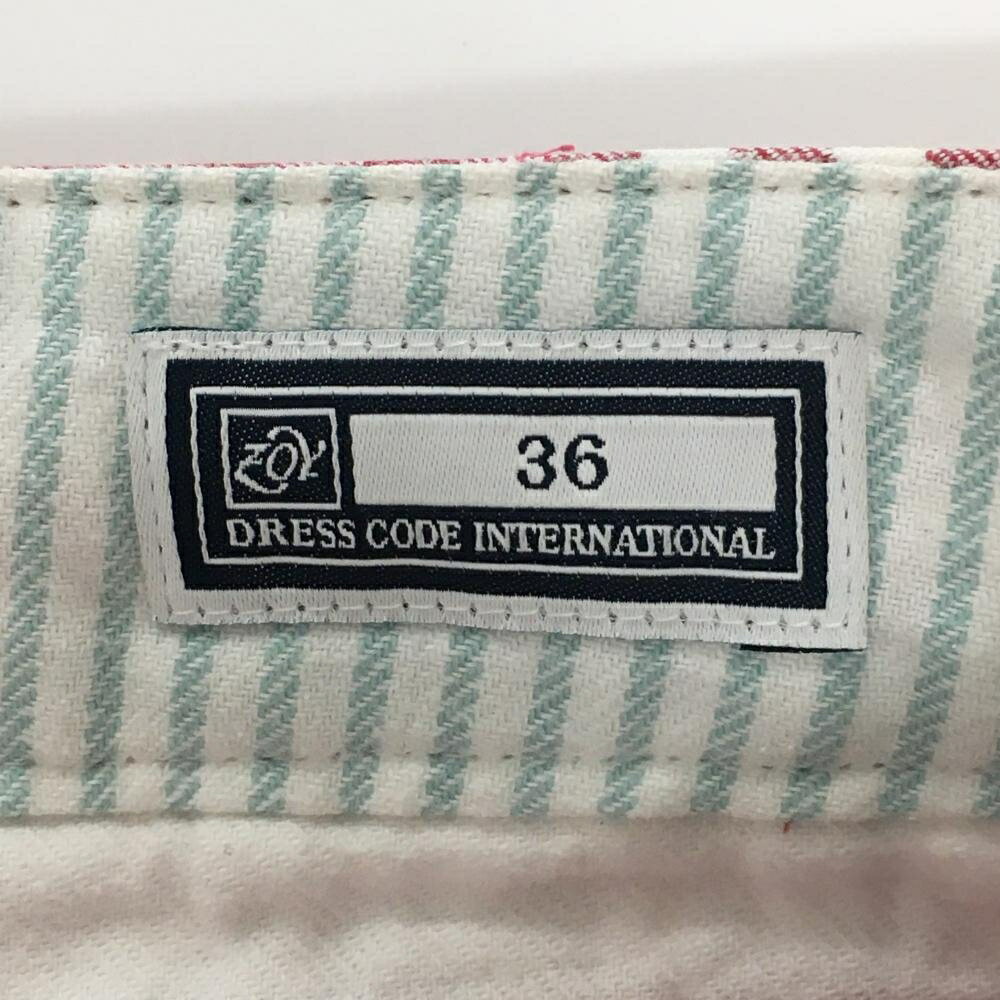 ZOY
36
DRESS CODE INTERNATIONAL